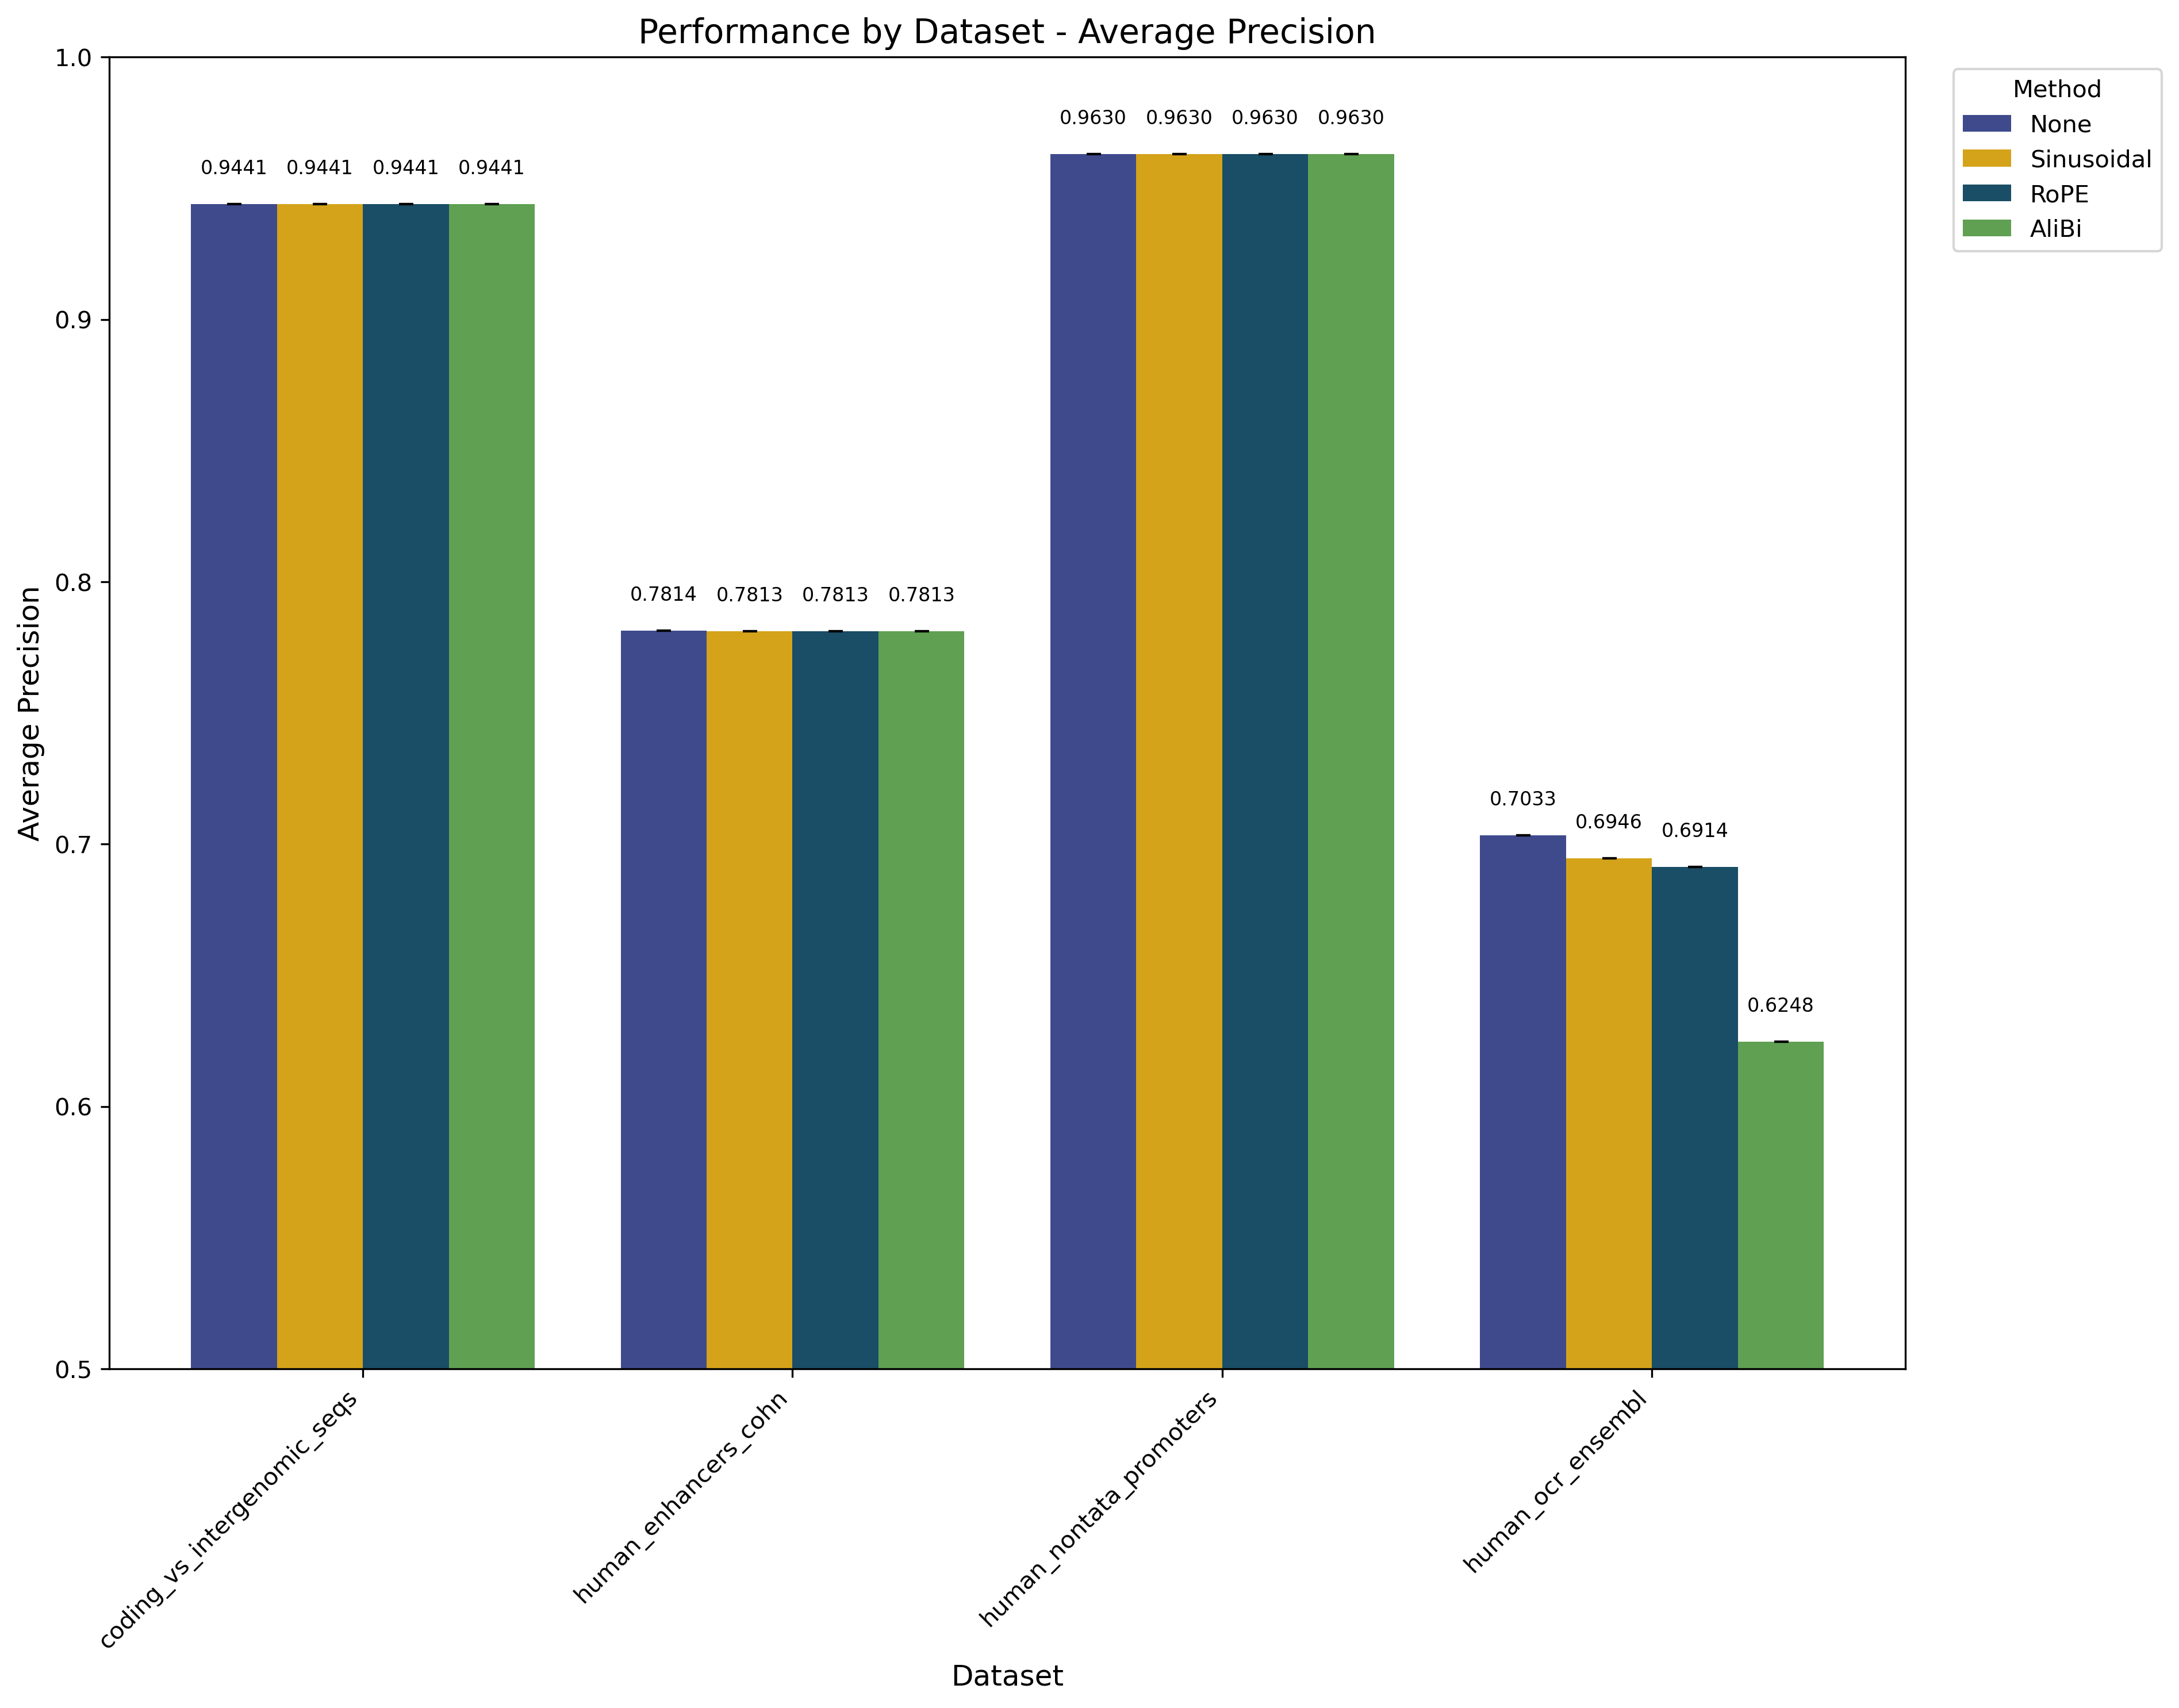 Performance by Dataset - Average Precision
Average Precision
1.0
0.9
0.8
0.7
0.6
0.5
0.9441 0.9441 0.9441 0.9441
0.7814 0.7813 0.7813 0.7813
0.9630 0.9630 0.9630 0.9630
0.7033 0.6946 0.6914 0.6248
coding_vs_intergenomic_seqs
human_enhancers_cohn
human_nontata_promoters
human_ocr_ensembl
Dataset
Method
None
Sinusoidal
RoPE
AliBi